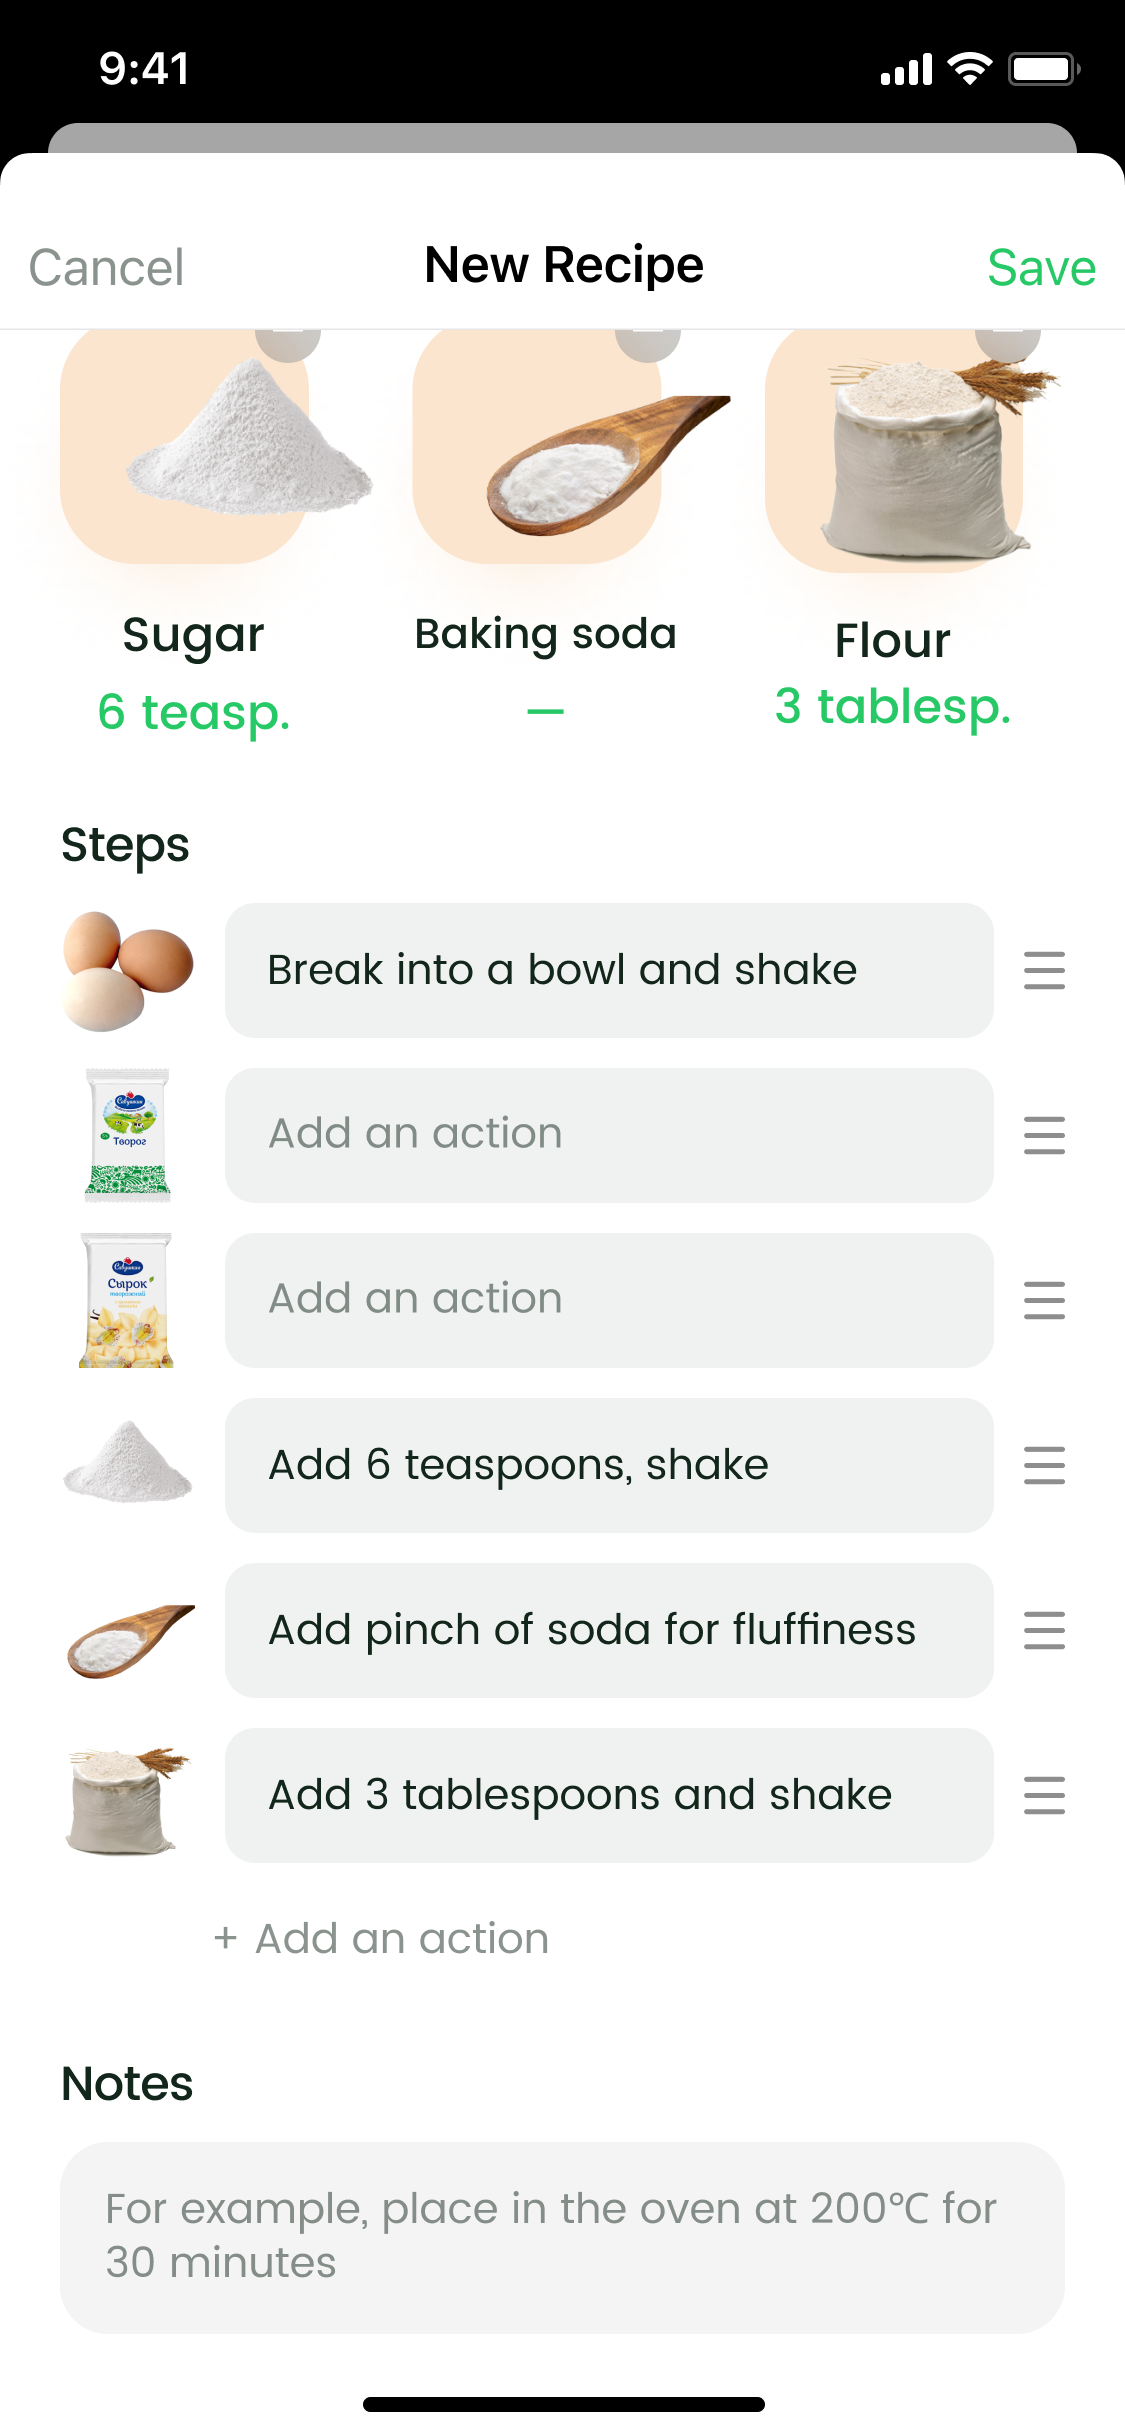 9:41
Cancel
New Recipe
Save
Sugar
Baking soda
Flour
6 teasp.
—
3 tablesp.
Steps
Break into a bowl and shake
Савушкин
Творог
Add an action
Савушкин
Сырок
творожный
Add an action
Add 6 teaspoons, shake
Add pinch of soda for fluffiness
Add 3 tablespoons and shake
+ Add an action
Notes
For example, place in the oven at 200°C for
30 minutes